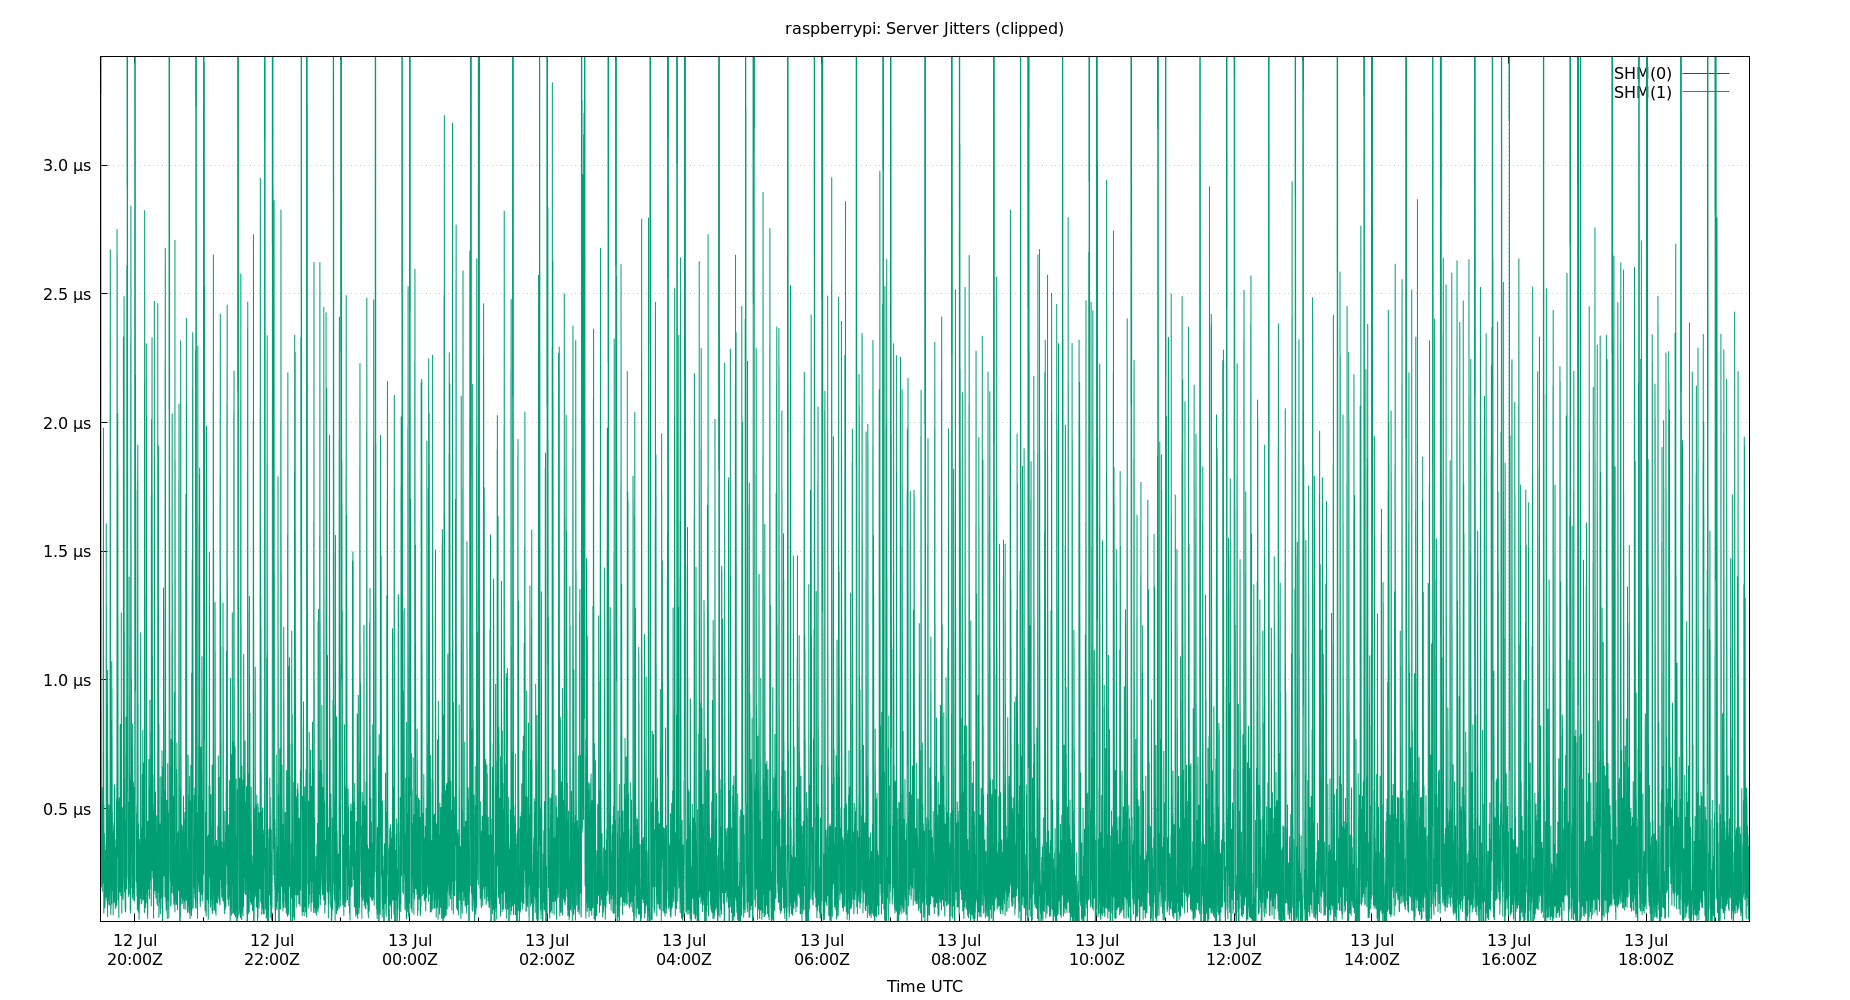 raspberrypi: Server Jitters (clipped)
SHM(0)
SHM(1)
3.0 μs
2.5 μs
2.0 μs
1.5 μs
1.0 μs
0.5 μs
12 Jul 12 Jul 13 Jul 13 Jul 13 Jul 13 Jul 13 Jul 13 Jul 13 Jul 13 Jul 13 Jul 13 Jul
20:00Z 22:00Z 00:00Z 02:00Z 04:00Z 06:00Z 08:00Z 10:00Z 12:00Z 14:00Z 16:00Z 18:00Z
Time UTC